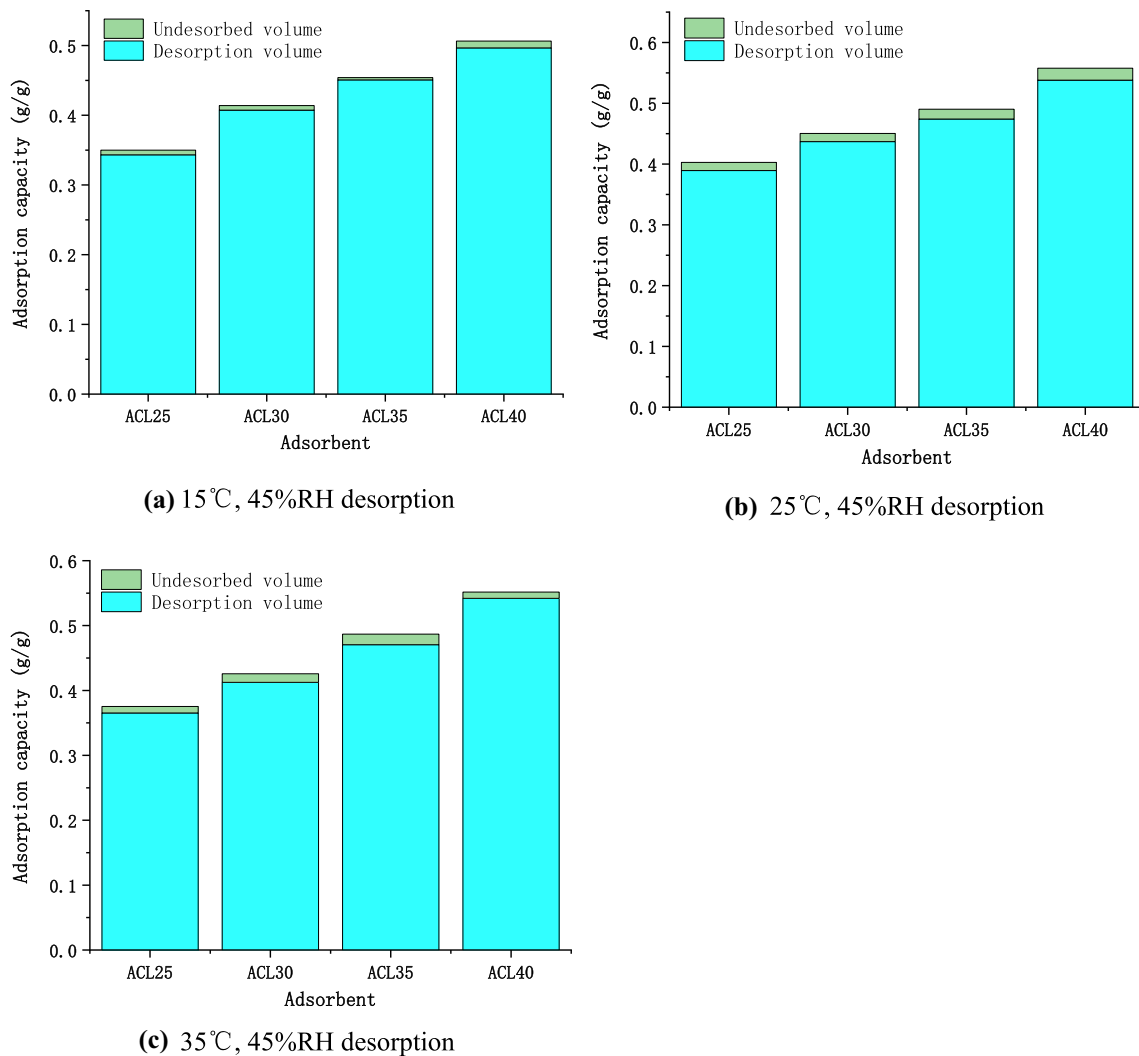 Undesorbed volume
Desorption volume
Adsorption capacity (g/g)
0.5
0.4
0.3
0.2
0.1
0.0
ACL25 ACL30 ACL35 ACL40
Adsorbent
(a) 15℃, 45%RH desorption
Undesorbed volume
Desorption volume
Adsorption capacity (g/g)
0.6
0.5
0.4
0.3
0.2
0.1
0.0
ACL25 ACL30 ACL35 ACL40
Adsorbent
(b) 25℃, 45%RH desorption
Undesorbed volume
Desorption volume
Adsorption capacity (g/g)
0.6
0.5
0.4
0.3
0.2
0.1
0.0
ACL25 ACL30 ACL35 ACL40
Adsorbent
(c) 35℃, 45%RH desorption